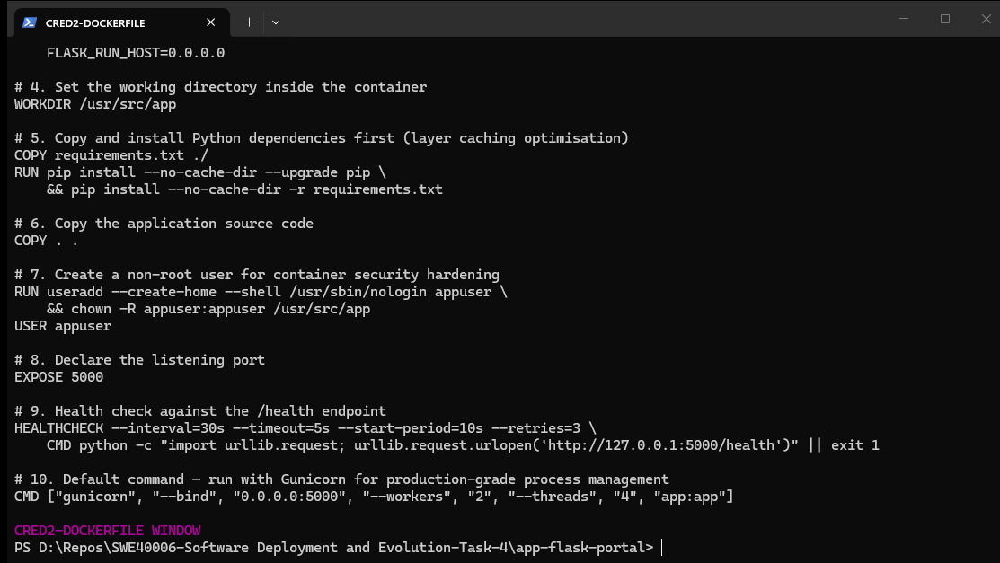 CRED2-DOCKERFILE
    FLASK_RUN_HOST=0.0.0.0
# 4. Set the working directory inside the container
WORKDIR /usr/src/app
# 5. Copy and install Python dependencies first (layer caching optimisation)
COPY requirements.txt ./
RUN pip install --no-cache-dir --upgrade pip \
    && pip install --no-cache-dir -r requirements.txt
# 6. Copy the application source code
COPY . .
# 7. Create a non-root user for container security hardening
RUN useradd --create-home --shell /usr/sbin/nologin appuser \
    && chown -R appuser:appuser /usr/src/app
USER appuser
# 8. Declare the listening port
EXPOSE 5000
# 9. Health check against the /health endpoint
HEALTHCHECK --interval=30s --timeout=5s --start-period=10s --retries=3 \
    CMD python -c "import urllib.request; urllib.request.urlopen('http://127.0.0.1:5000/health')" || exit 1
# 10. Default command — run with Gunicorn for production-grade process management
CMD ["gunicorn", "--bind", "0.0.0.0:5000", "--workers", "2", "--threads", "4", "app:app"]
CRED2-DOCKERFILE WINDOW
PS D:\Repos\SWE40006-Software Deployment and Evolution-Task-4\app-flask-portal>